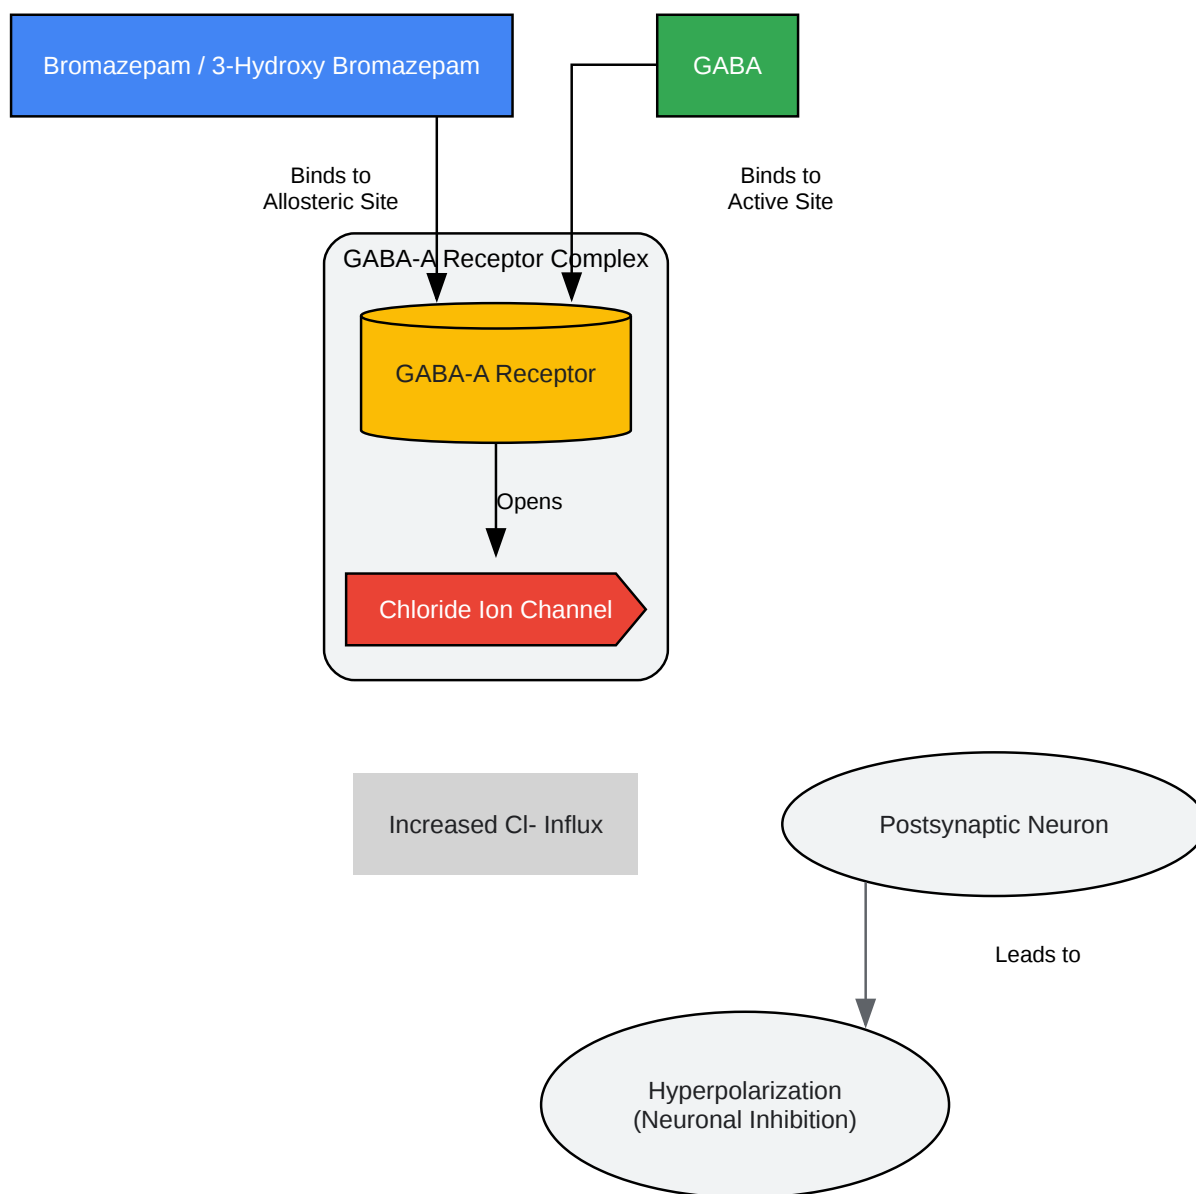 Bromazepam / 3-Hydroxy Bromazepam
GABA
Binds to
Allosteric Site
Binds to
Active Site
GABA-A Receptor Complex
GABA-A Receptor
Opens
Chloride Ion Channel
Increased Cl- Influx
Postsynaptic Neuron
Leads to
Hyperpolarization
(Neuronal Inhibition)